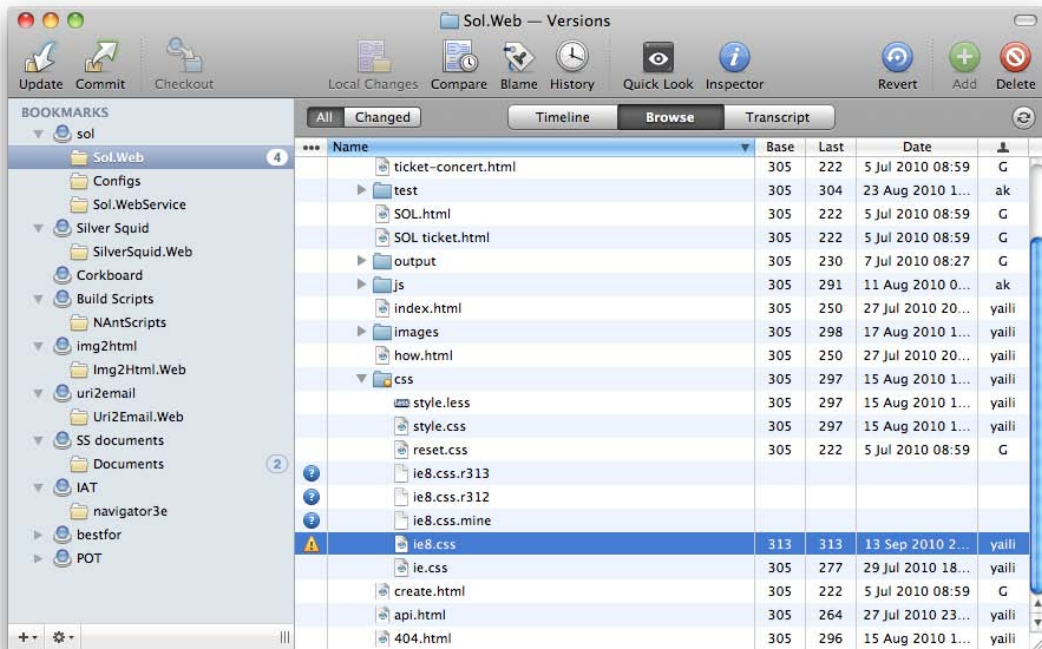 Sol.Web — Versions
Update Commit Checkout Local Changes Compare Blame History Quick Look Inspector Revert Add Delete
BOOKMARKS
sol
Sol.Web 4
Configs
Sol.WebService
Silver Squid
SilverSquid.Web
Corkboard
Build Scripts
NAntScripts
img2html
Img2Html.Web
uri2email
Uri2Email.Web
SS documents
Documents 2
IAT
navigator3e
bestfor
POT
All Changed Timeline Browse Transcript
••• Name Base Last Date
ticket-concert.html 305 222 5 Jul 2010 08:59 G
test 305 304 23 Aug 2010 1... ak
SOL.html 305 222 5 Jul 2010 08:59 G
SOL ticket.html 305 222 5 Jul 2010 08:59 G
output 305 230 7 Jul 2010 08:27 G
js 305 291 11 Aug 2010 0... ak
index.html 305 250 27 Jul 2010 20... yaili
images 305 298 17 Aug 2010 1... yaili
how.html 305 250 27 Jul 2010 20... yaili
css 305 297 15 Aug 2010 1... yaili
style.less 305 297 15 Aug 2010 1... yaili
style.css 305 297 15 Aug 2010 1... yaili
reset.css 305 222 5 Jul 2010 08:59 G
? ie8.css.r313
? ie8.css.r312
? ie8.css.mine
ie8.css 313 313 13 Sep 2010 2... yaili
ie.css 305 277 29 Jul 2010 18... yaili
create.html 305 222 5 Jul 2010 08:59 G
api.html 305 264 27 Jul 2010 23... yaili
404.html 305 296 15 Aug 2010 1... yaili